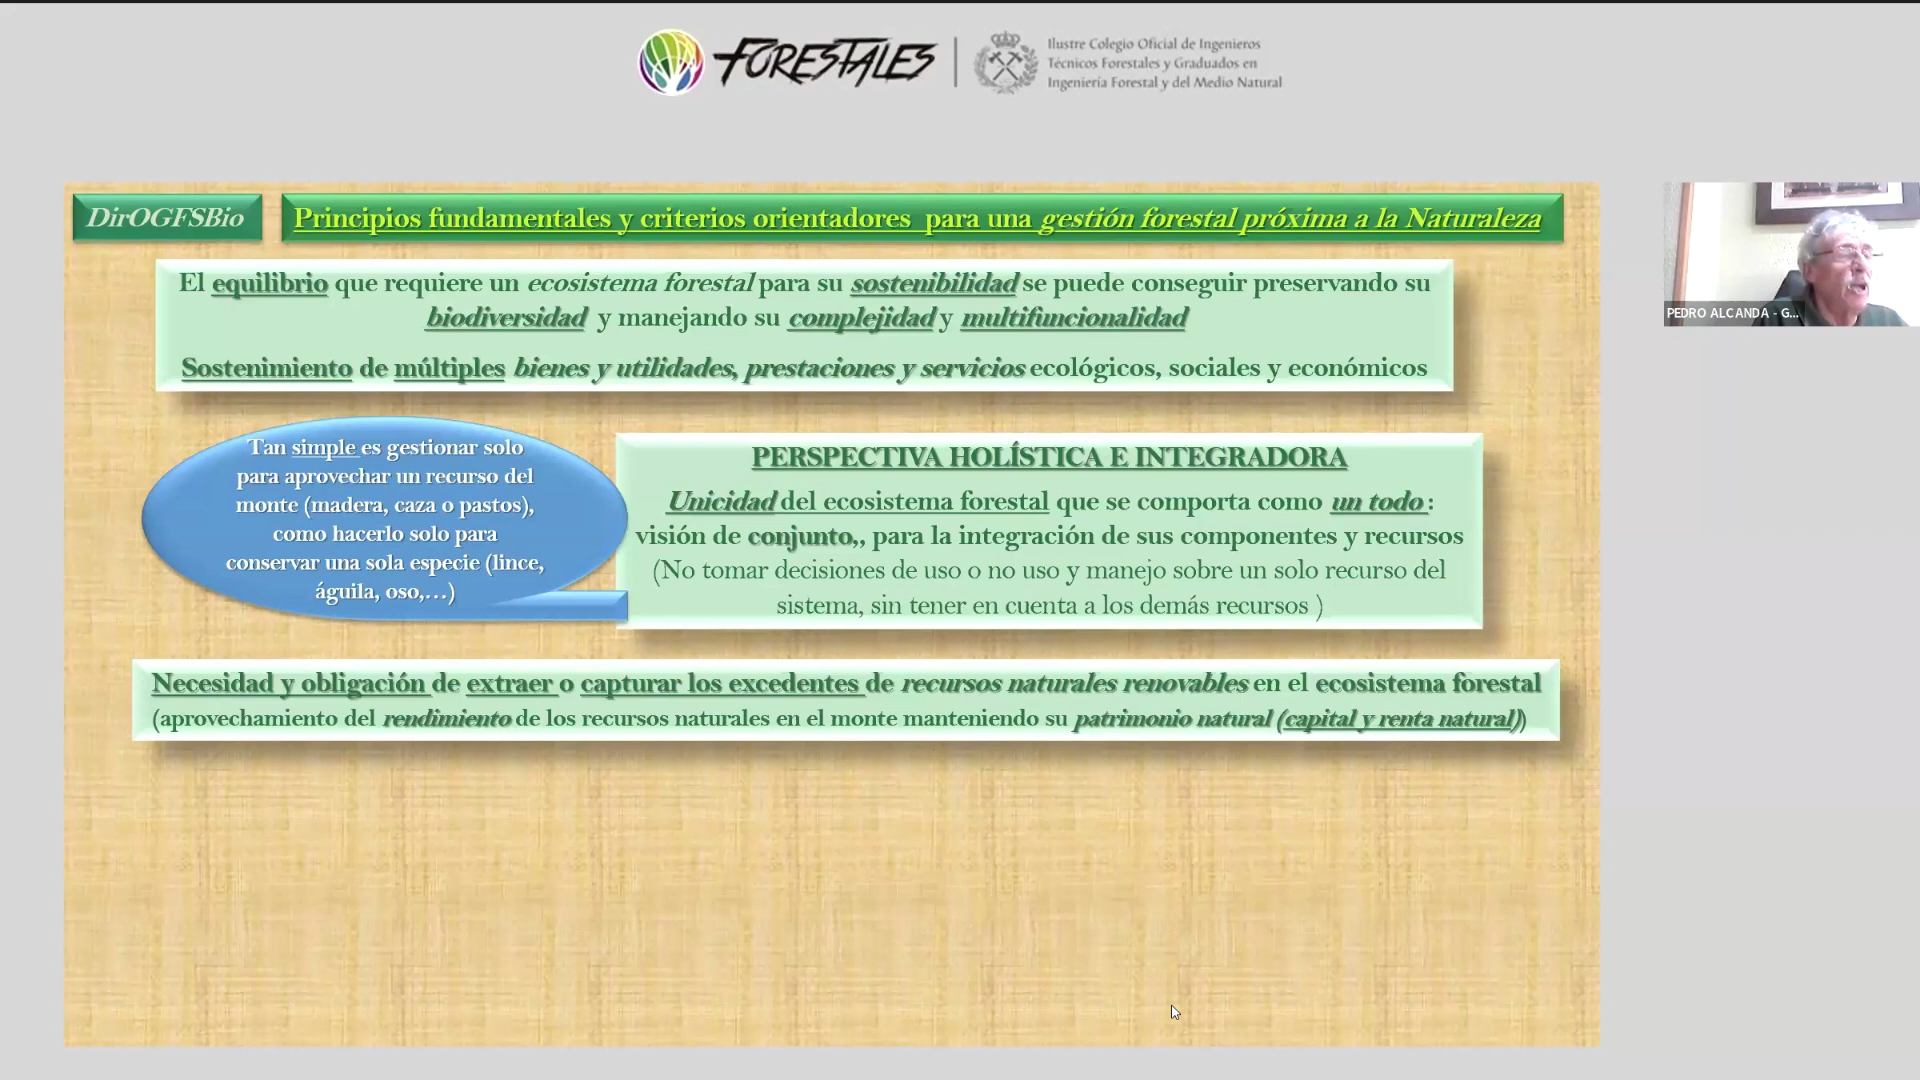 FORESTALES
Ilustre Colegio Oficial de Ingenieros
Técnicos Forestales y Graduados en
Ingeniería Forestal y del Medio Natural
DirOGFSBio
Principios fundamentales y criterios orientadores para una gestión forestal próxima a la Naturaleza
El equilibrio que requiere un ecosistema forestal para su sostenibilidad se puede conseguir preservando su
biodiversidad y manejando su complejidad y multifuncionalidad
Sostenimiento de múltiples bienes y utilidades, prestaciones y servicios ecológicos, sociales y económicos
Tan simple es gestionar solo
para aprovechar un recurso del
monte (madera, caza o pastos),
como hacerlo solo para
conservar una sola especie (lince,
águila, oso,…)
PERSPECTIVA HOLÍSTICA E INTEGRADORA
Unicidad del ecosistema forestal que se comporta como un todo :
visión de conjunto,, para la integración de sus componentes y recursos
(No tomar decisiones de uso o no uso y manejo sobre un solo recurso del
sistema, sin tener en cuenta a los demás recursos )
Necesidad y obligación de extraer o capturar los excedentes de recursos naturales renovables en el ecosistema forestal
(aprovechamiento del rendimiento de los recursos naturales en el monte manteniendo su patrimonio natural (capital y renta natural))
PEDRO ALCANDA - G...